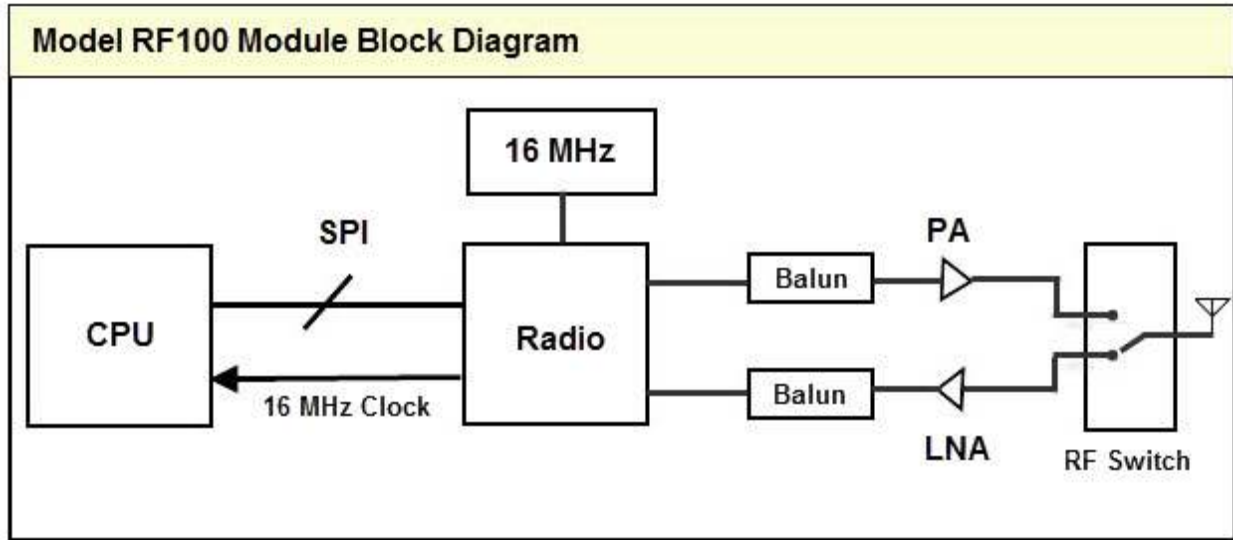 Model RF100 Module Block Diagram
16 MHz
SPI
PA
Balun
CPU
Radio
16 MHz Clock
Balun
LNA
RF Switch